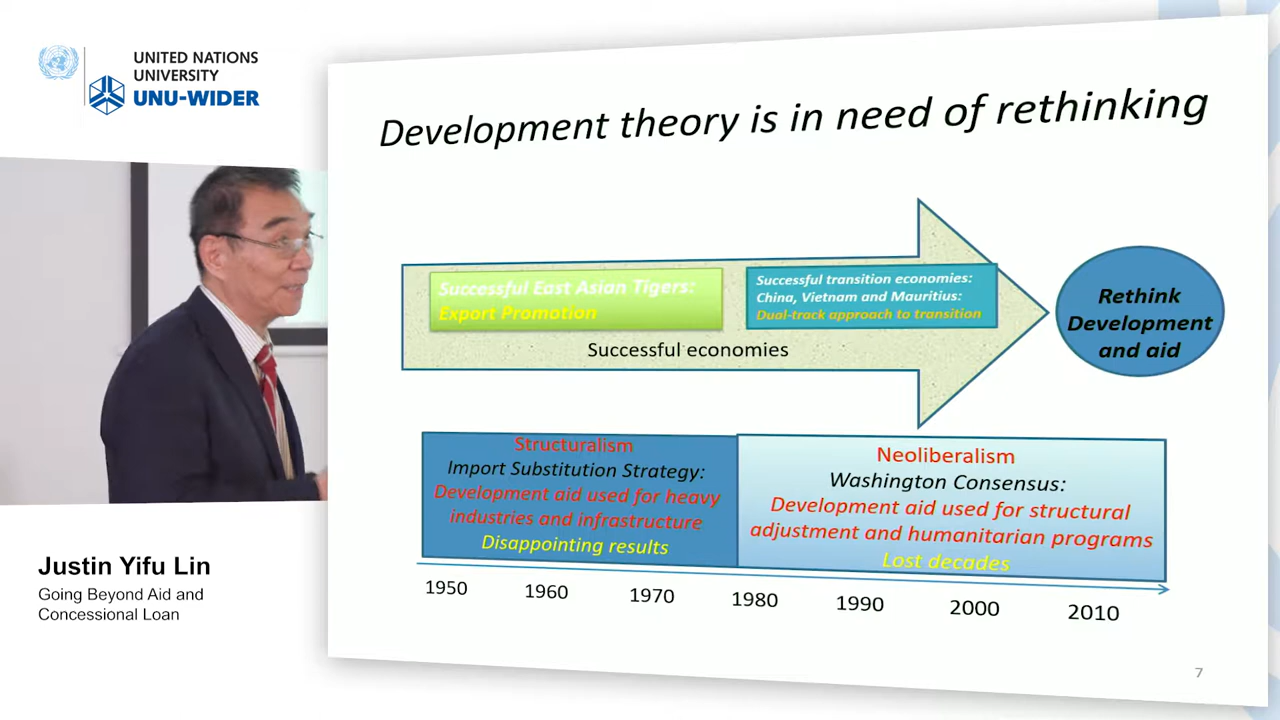 UNITED NATIONS
UNIVERSITY
UNU-WIDER
Development theory is in need of rethinking
Successful East Asian Tigers:
Export Promotion
Successful transition economies:
China, Vietnam and Mauritius:
Dual-track approach to transition
Successful economies
Rethink
Development
and aid
Structuralism
Import Substitution Strategy:
Development aid used for heavy
industries and infrastructure
Disappointing results
Neoliberalism
Washington Consensus:
Development aid used for structural
adjustment and humanitarian programs
Lost decades
1950 1960 1970 1980 1990 2000 2010
Justin Yifu Lin
Going Beyond Aid and
Concessional Loan
7